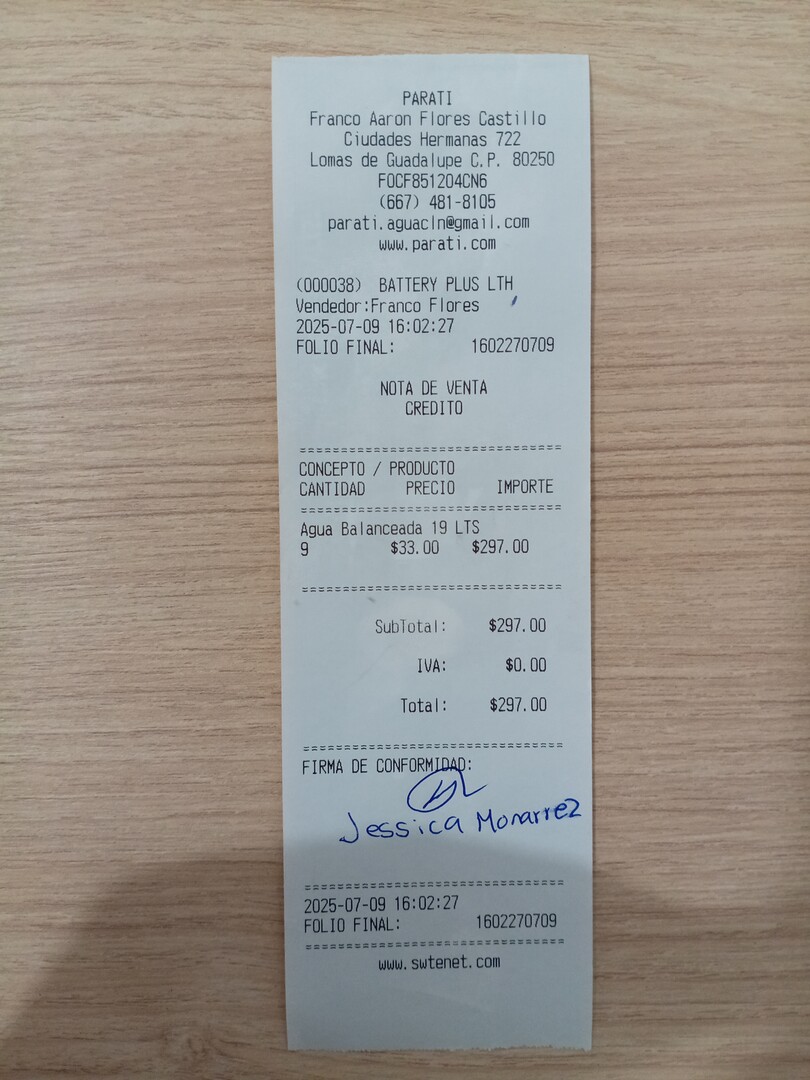 PARATI
Franco Aaron Flores Castillo
Ciudades Hermanas 722
Lomas de Guadalupe C.P. 80250
FOCF851204CN6
(667) 481-8105
parati.aguacln@gmail.com
www.parati.com
(000038) BATTERY PLUS LTH
Vendedor:Franco Flores
2025-07-09 16:02:27
FOLIO FINAL: 1602270709
NOTA DE VENTA
CREDITO
==========================================
CONCEPTO / PRODUCTO
CANTIDAD PRECIO IMPORTE
==========================================
Agua Balanceada 19 LTS
9 $33.00 $297.00
==========================================
SubTotal: $297.00
IVA: $0.00
Total: $297.00
==========================================
FIRMA DE CONFORMIDAD:
Jessica Monarrez
==========================================
2025-07-09 16:02:27
FOLIO FINAL: 1602270709
==========================================
www.swtenet.com